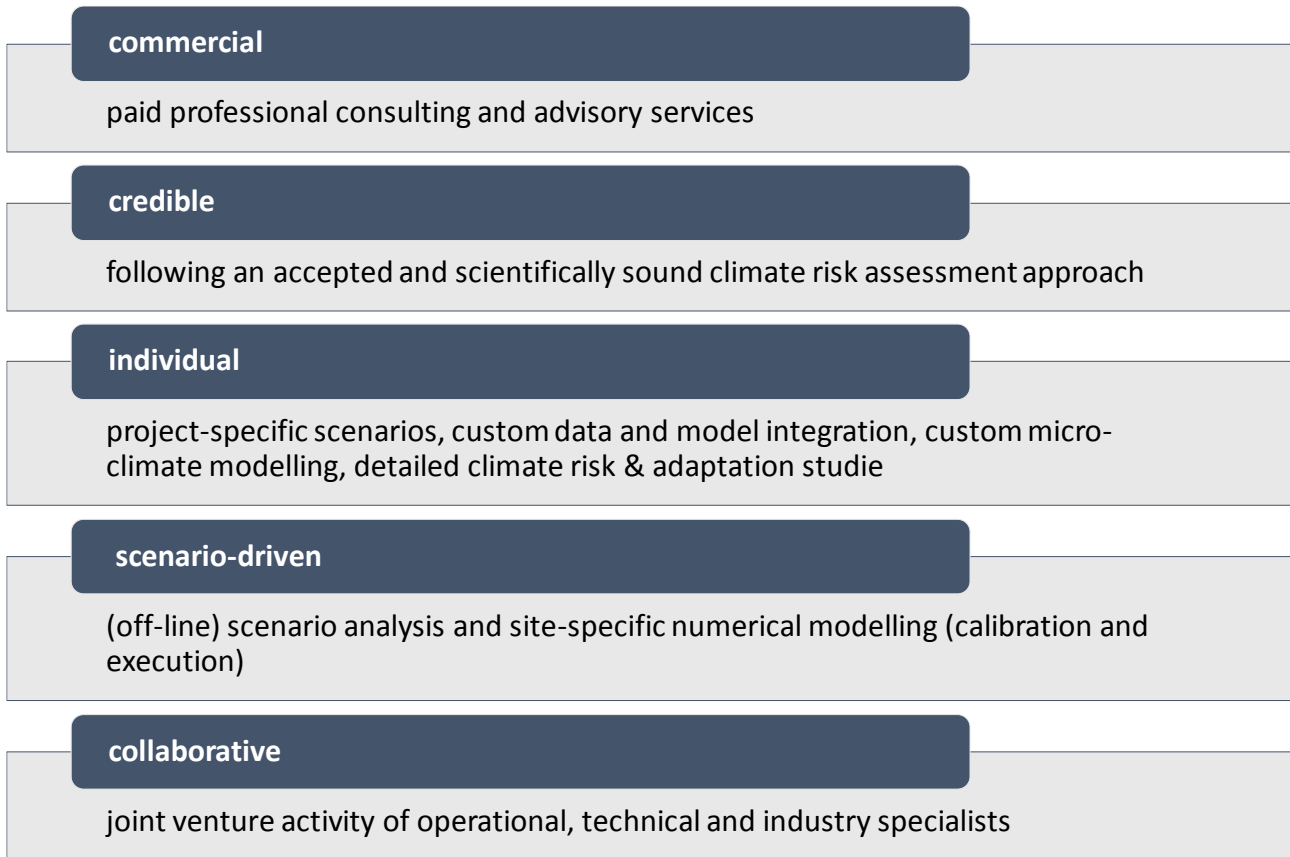 commercial
paid professional consulting and advisory services
credible
following an accepted and scientifically sound climate risk assessment approach
individual
project-specific scenarios, custom data and model integration, custom micro-
climate modelling, detailed climate risk & adaptation studie
scenario-driven
(off-line) scenario analysis and site-specific numerical modelling (calibration and
execution)
collaborative
joint venture activity of operational, technical and industry specialists